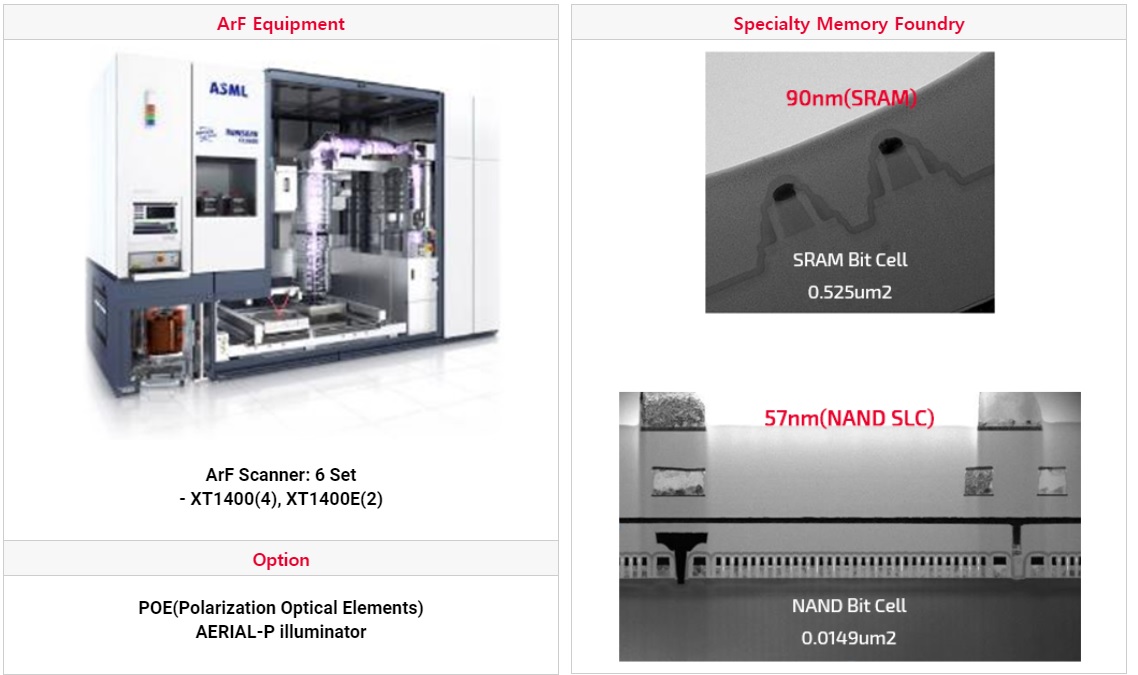 ArF Equipment
ASML
ArF Scanner: 6 Set
- XT1400(4), XT1400E(2)
Option
POE(Polarization Optical Elements)
AERIAL-P illuminator
Specialty Memory Foundry
90nm(SRAM)
SRAM Bit Cell
0.525um2
57nm(NAND SLC)
NAND Bit Cell
0.0149um2